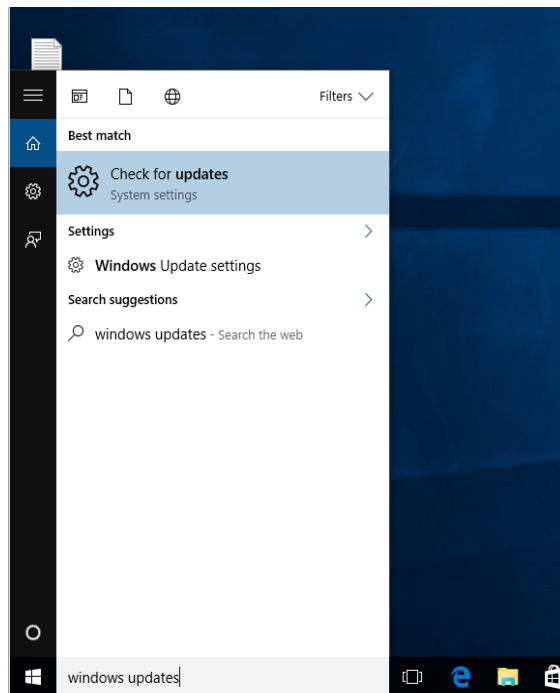 Filters
Best match
Check for updates
System settings
Settings
Windows Update settings
Search suggestions
windows updates - Search the web
windows updates